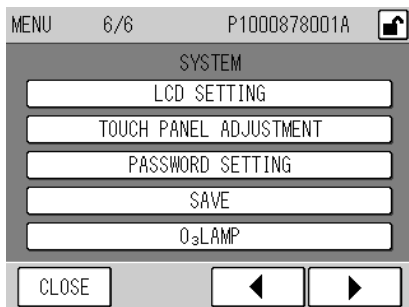 MENU 6/6 P1000878001A
SYSTEM
LCD SETTING
TOUCH PANEL ADJUSTMENT
PASSWORD SETTING
SAVE
O₃LAMP
CLOSE